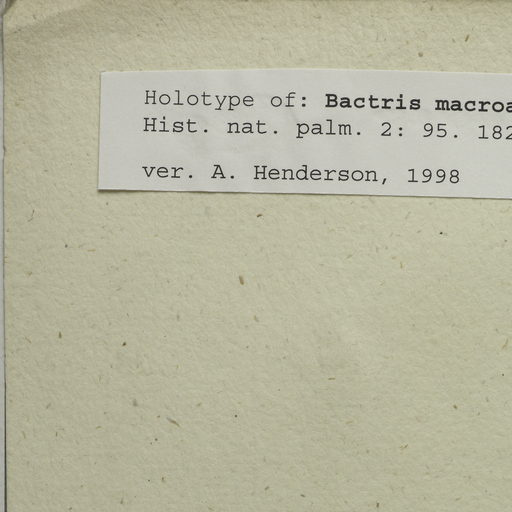 Holotype of: Bactris macroa
Hist. nat. palm. 2: 95. 182
ver. A. Henderson, 1998